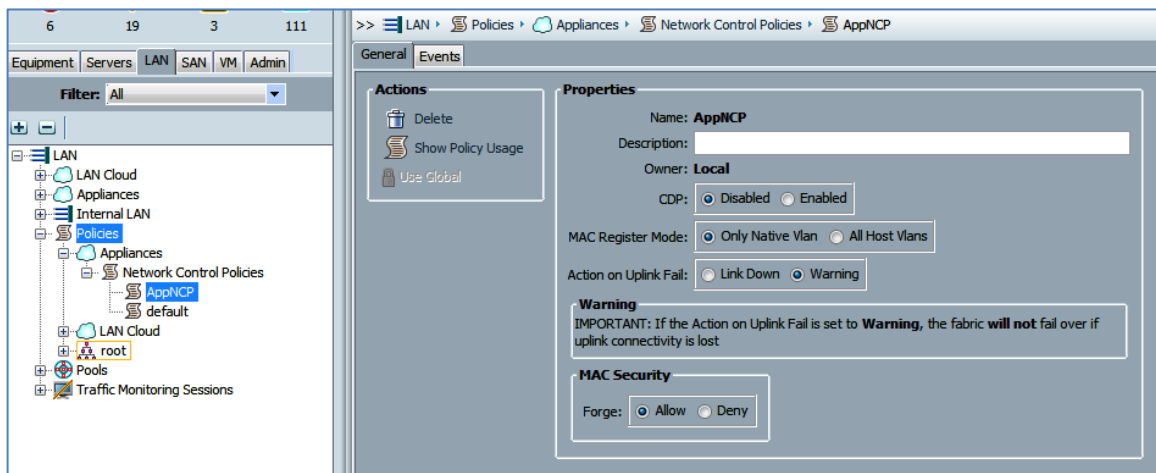 6 19 3 111
Equipment Servers LAN SAN VM Admin
Filter: All
LAN
LAN Cloud
Appliances
Internal LAN
Policies
Appliances
Network Control Policies
AppNCP
default
LAN Cloud
root
Pools
Traffic Monitoring Sessions
>> LAN Policies Appliances Network Control Policies AppNCP
General Events
Actions
Delete
Show Policy Usage
Use Global
Properties
Name: AppNCP
Description:
Owner: Local
CDP: Disabled Enabled
MAC Register Mode: Only Native Vlan All Host Vlans
Action on Uplink Fail: Link Down Warning
Warning
IMPORTANT: If the Action on Uplink Fail is set to Warning, the fabric will not fail over if
uplink connectivity is lost
MAC Security
Forge: Allow Deny